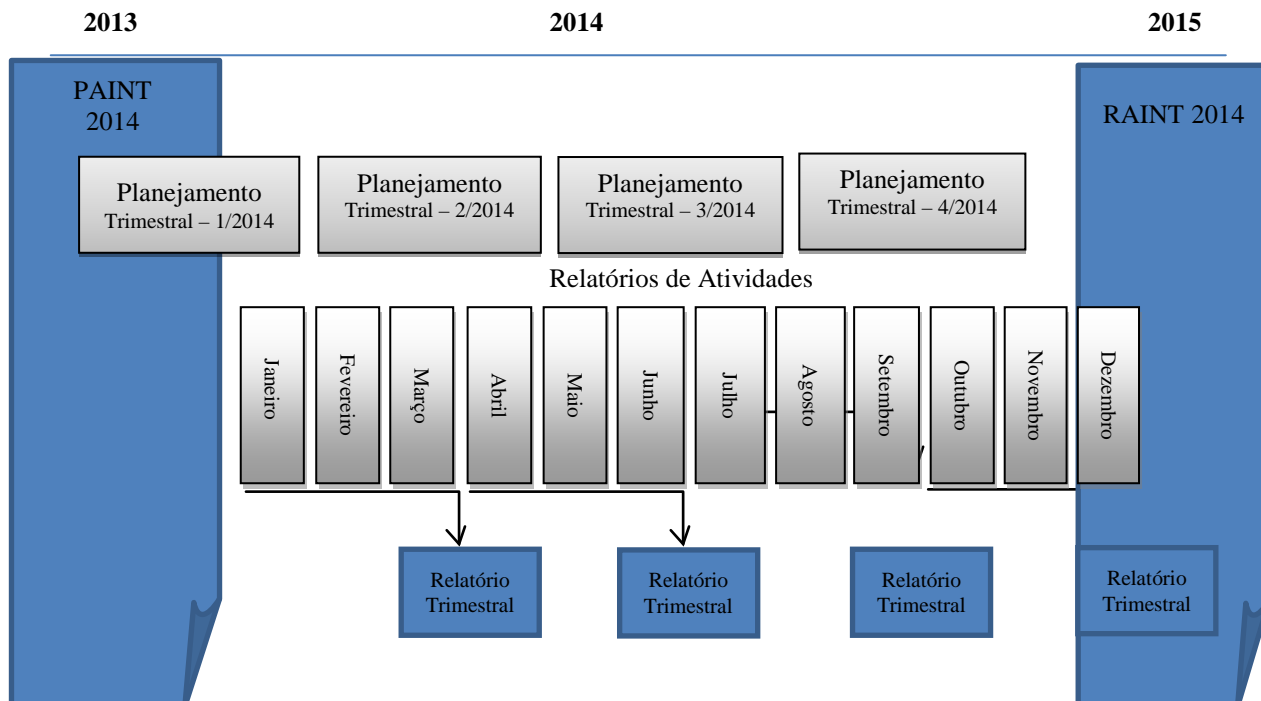 2013
2014
2015
PAINT
2014
RAINT 2014
Planejamento
Trimestral – 1/2014
Planejamento
Trimestral – 2/2014
Planejamento
Trimestral – 3/2014
Planejamento
Trimestral – 4/2014
Relatórios de Atividades
Janeiro
Fevereiro
Março
Abril
Maio
Junho
Julho
Agosto
Setembro
Outubro
Novembro
Dezembro
Relatório
Trimestral
Relatório
Trimestral
Relatório
Trimestral
Relatório
Trimestral